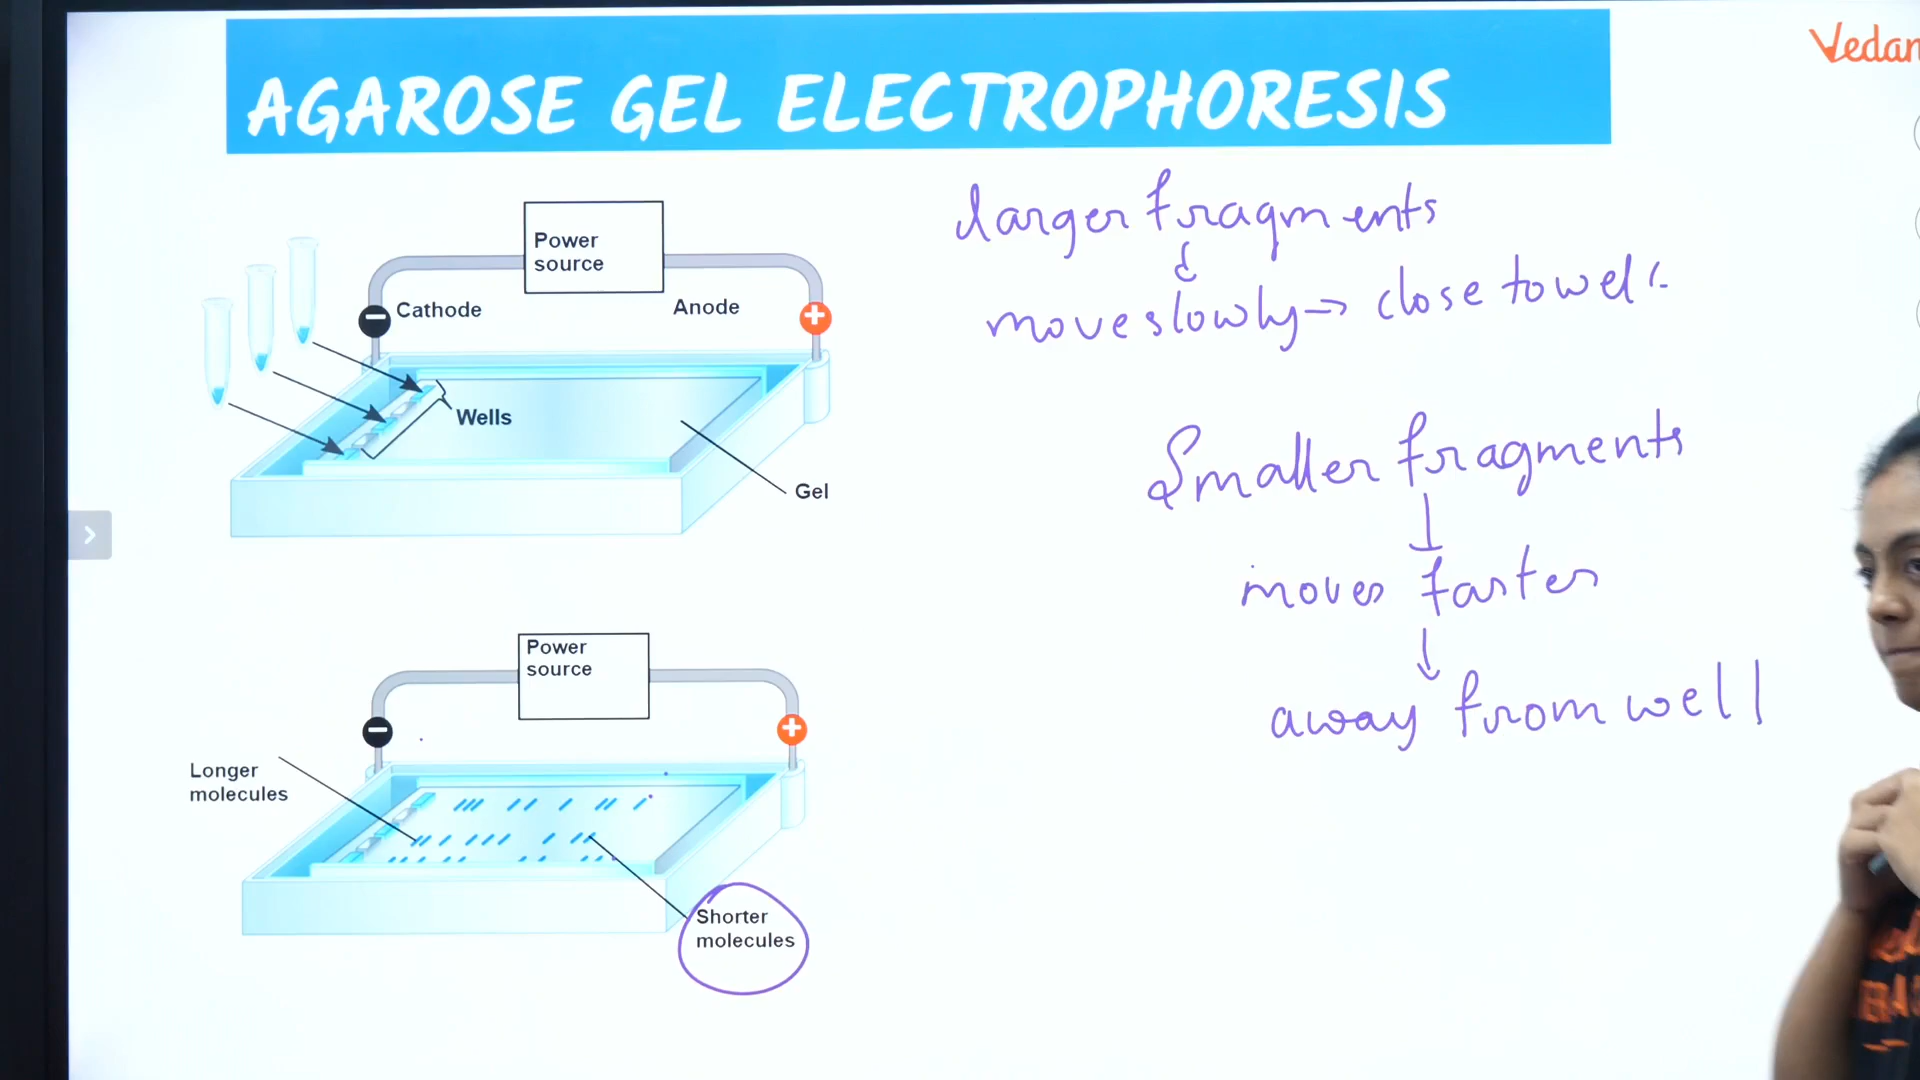 AGAROSE GEL ELECTROPHORESIS
Vedan
Power
source
Cathode
Anode
Wells
Gel
larger fragments
move slowly → close to well
Smaller fragments
moves faster
away from well
Power
source
Longer
molecules
Shorter
molecules